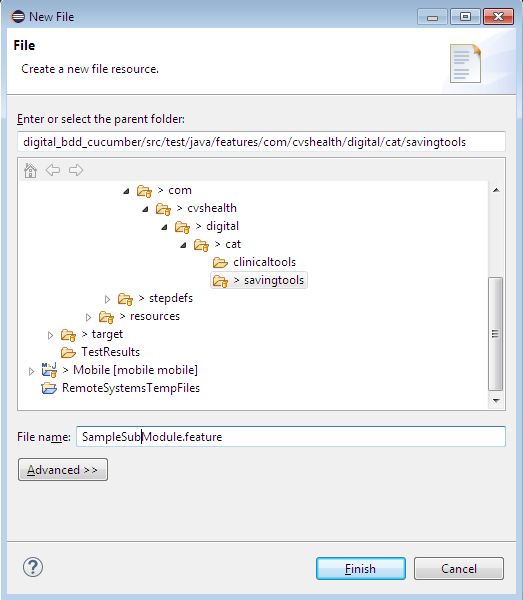 New File
File
Create a new file resource.
Enter or select the parent folder:
digital_bdd_cucumber/src/test/java/features/com/cvshealth/digital/cat/savingtools
> com
> cvshealth
> digital
> cat
clinicaltools
> savingtools
> stepdefs
> resources
> target
TestResults
> Mobile [mobile mobile]
RemoteSystemsTempFiles
File name: SampleSubModule.feature
Advanced >>
? Finish Cancel